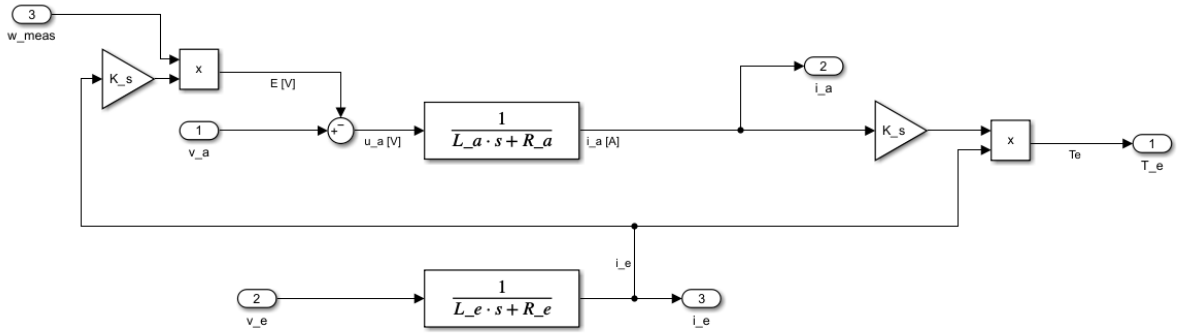 3
w_meas
K_s
x
E [V]
2
i_a
1
v_a
+
−
u_a [V]
1
L_a · s + R_a
i_a [A]
K_s
x
Te
1
T_e
i_e
2
v_e
1
L_e · s + R_e
3
i_e